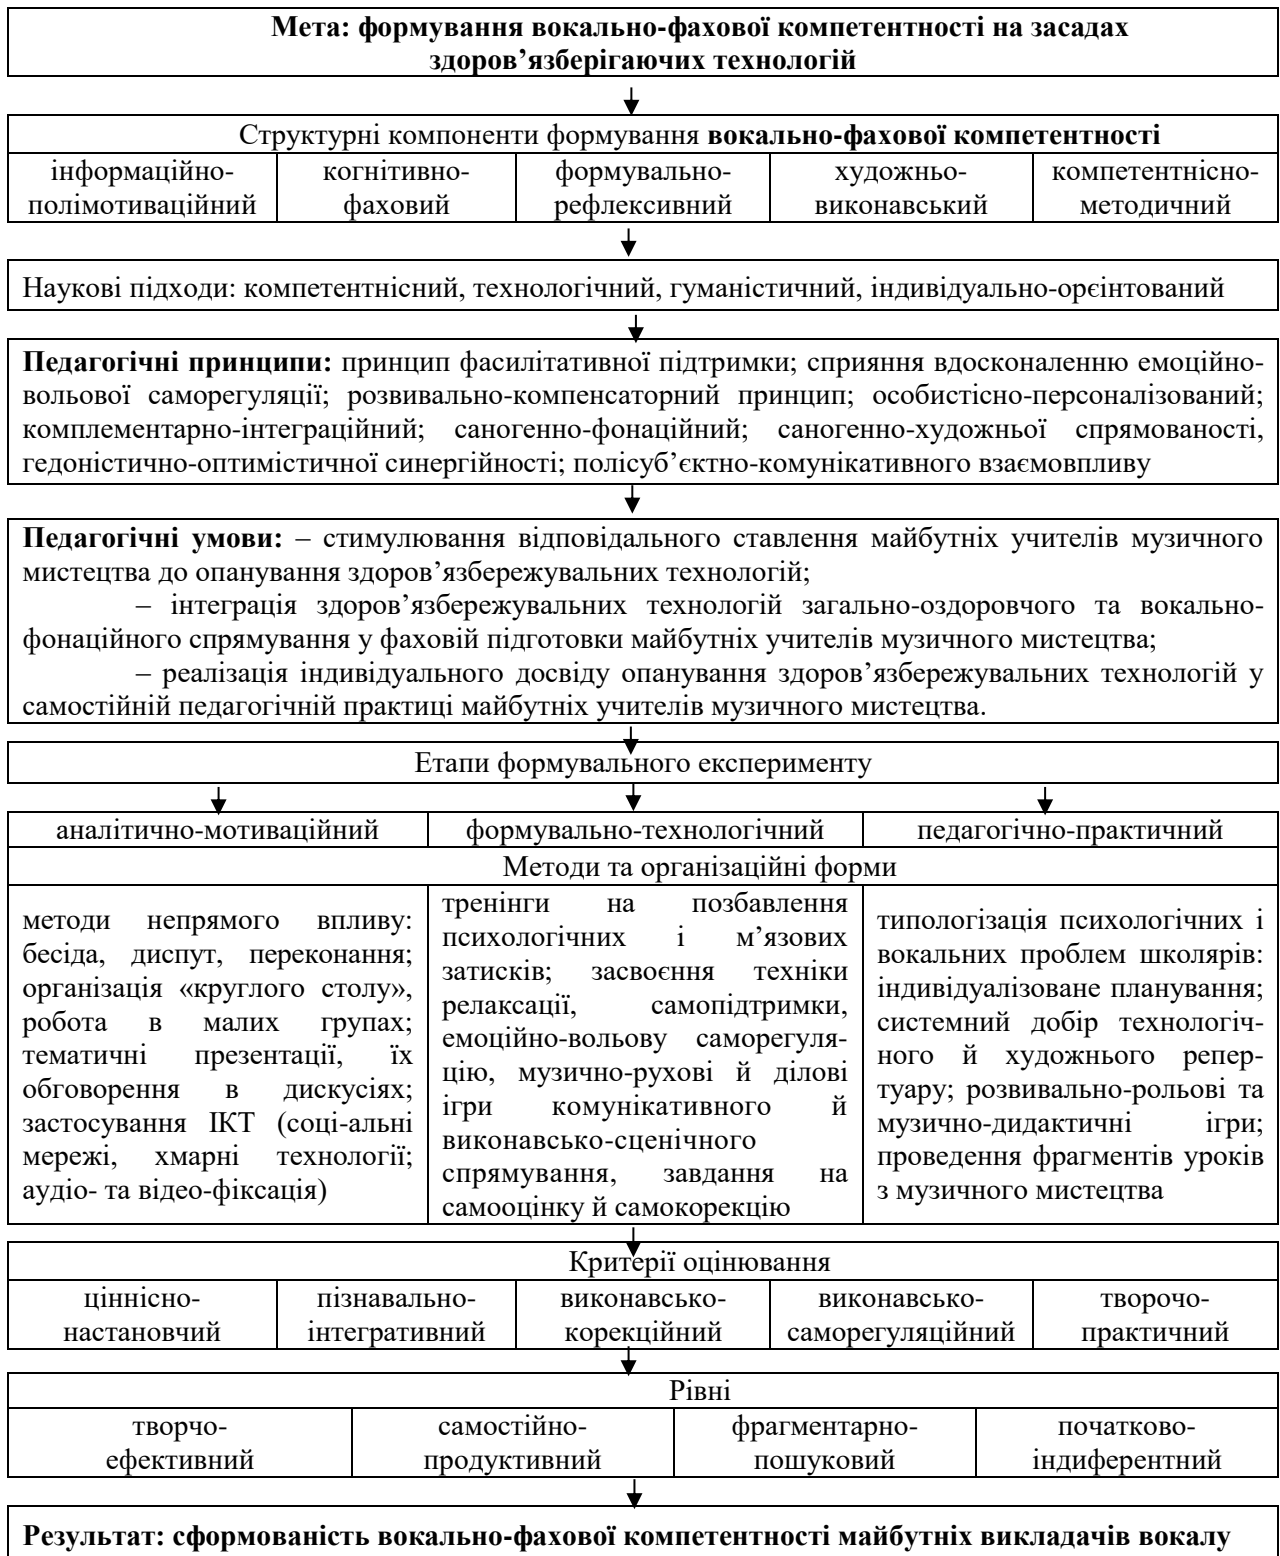 Мета: формування вокально-фахової компетентності на засадах
здоров’язберігаючих технологій
Структурні компоненти формування вокально-фахової компетентності
інформаційно-
полімотиваційний
когнітивно-
фаховий
формувально-
рефлексивний
художньо-
виконавський
компетентнісно-
методичний
Наукові підходи: компетентнісний, технологічний, гуманістичний, індивідуально-орєінтований
Педагогічні принципи: принцип фасилітативної підтримки; сприяння вдосконаленню емоційно-
вольової саморегуляції; розвивально-компенсаторний принцип; особистісно-персоналізований;
комплементарно-інтеграційний; саногенно-фонаційний; саногенно-художньої спрямованості,
гедоністично-оптимістичної синергійності; полісуб’єктно-комунікативного взаємовпливу
Педагогічні умови: – стимулювання відповідального ставлення майбутніх учителів музичного
мистецтва до опанування здоров’язбережувальних технологій;
– інтеграція здоров’язбережувальних технологій загально-оздоровчого та вокально-
фонаційного спрямування у фаховій підготовки майбутніх учителів музичного мистецтва;
– реалізація індивідуального досвіду опанування здоров’язбережувальних технологій у
самостійній педагогічній практиці майбутніх учителів музичного мистецтва.
Етапи формувального експерименту
аналітично-мотиваційний
формувально-технологічний
педагогічно-практичний
Методи та організаційні форми
методи непрямого впливу:
бесіда, диспут, переконання;
організація «круглого столу»,
робота в малих групах;
тематичні презентації, їх
обговорення в дискусіях;
застосування ІКТ (соці-альні
мережі, хмарні технології;
аудіо- та відео-фіксація)
тренінги на позбавлення
психологічних і м’язових
затисків; засвоєння техніки
релаксації, самопідтримки,
емоційно-вольову саморегуля-
цію, музично-рухові й ділові
ігри комунікативного й
виконавсько-сценічного
спрямування, завдання на
самооцінку й самокорекцію
типологізація психологічних і
вокальних проблем школярів:
індивідуалізоване планування;
системний добір технологіч-
ного й художнього репер-
туару; розвивально-рольові та
музично-дидактичні ігри;
проведення фрагментів уроків
з музичного мистецтва
Критерії оцінювання
ціннісно-
настановчий
пізнавально-
інтегративний
виконавсько-
корекційний
виконавсько-
саморегуляційний
творочо-
практичний
Рівні
творчо-
ефективний
самостійно-
продуктивний
фрагментарно-
пошуковий
початково-
індиферентний
Результат: сформованість вокально-фахової компетентності майбутніх викладачів вокалу